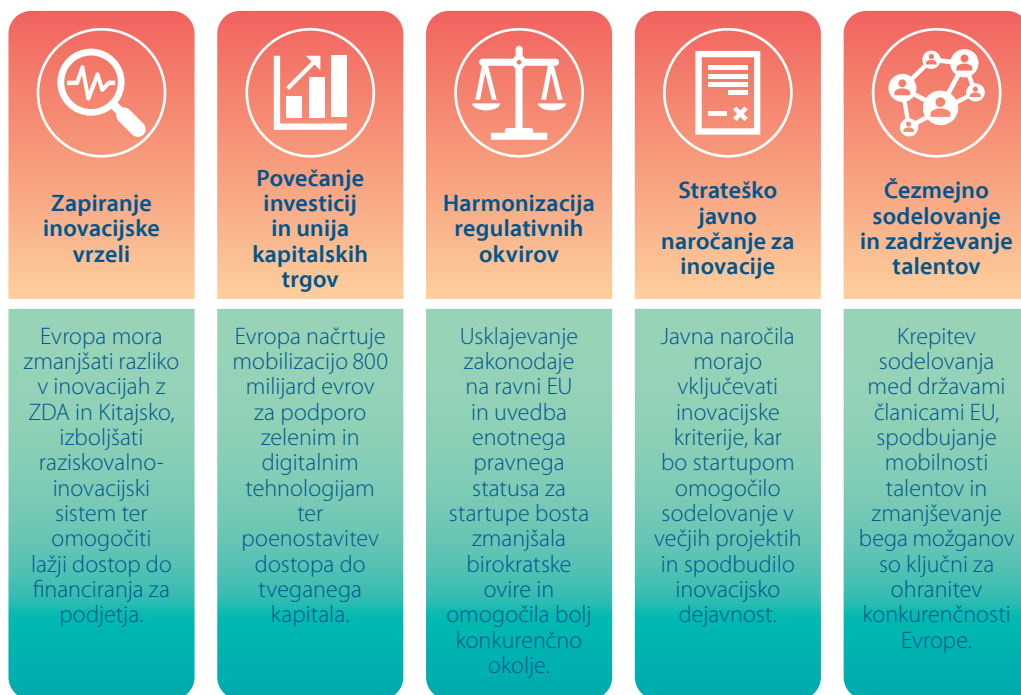 Zapiranje
inovacijske
vrzeli
Evropa mora
zmanjšati razliko
v inovacijah z
ZDA in Kitajsko,
izboljšati
raziskovalno-
inovacijski
sistem ter
omogočiti
lažji dostop do
financiranja za
podjetja.
Povečanje
investicij
in unija
kapitalskih
trgov
Evropa načrtuje
mobilizacijo 800
milijard evrov
za podporo
zelenim in
digitalnim
tehnologijam
ter
poenostavitev
dostopa do
tveganega
kapitala.
Harmonizacija
regulativnih
okvirov
Usklajevanje
zakonodaje
na ravni EU
in uvedba
enotnega
pravnega
statusa za
startupe bosta
zmanjšala
birokratske
ovire in
omogočila bolj
konkurenčno
okolje.
Strateško
javno
naročanje za
inovacije
Javna naročila
morajo
vključevati
inovacijske
kriterije, kar
bo startupom
omogočilo
sodelovanje v
večjih projektih
in spodbudilo
inovacijsko
dejavnost.
Čezmejno
sodelovanje
in zadrževanje
talentov
Krepitev
sodelovanja
med državami
članicami EU,
spodbujanje
mobilnosti
talentov in
zmanjševanje
bega možganov
so ključni za
ohranitev
konkurenčnosti
Evrope.